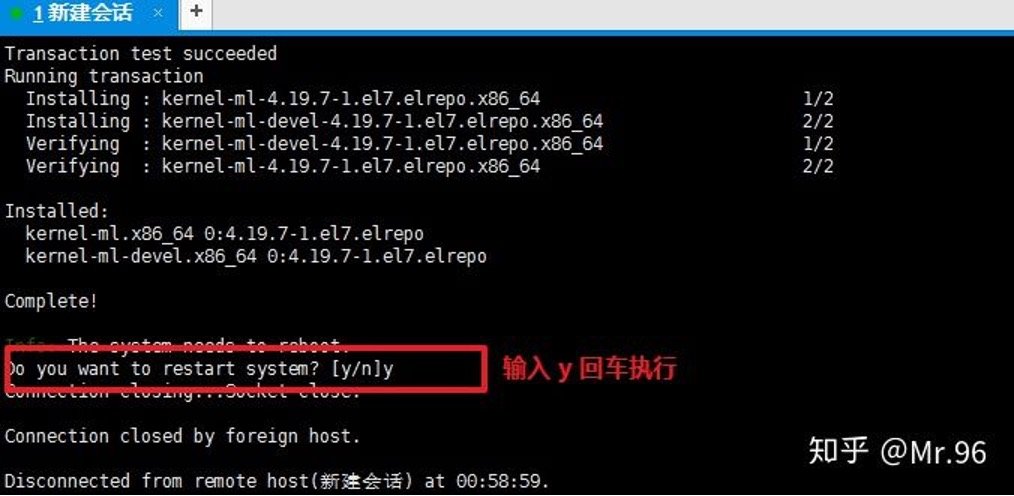 1 新建会话 × +
Transaction test succeeded
Running transaction
Installing : kernel-ml-4.19.7-1.el7.elrepo.x86_64 1/2
Installing : kernel-ml-devel-4.19.7-1.el7.elrepo.x86_64 2/2
Verifying : kernel-ml-devel-4.19.7-1.el7.elrepo.x86_64 1/2
Verifying : kernel-ml-4.19.7-1.el7.elrepo.x86_64 2/2
Installed:
kernel-ml.x86_64 0:4.19.7-1.el7.elrepo
kernel-ml-devel.x86_64 0:4.19.7-1.el7.elrepo
Complete!
Info: The system needs to reboot.
Do you want to restart system? [y/n]y 输入 y 回车执行
Connection closing...Socket close.
Connection closed by foreign host.
知乎 @Mr.96
Disconnected from remote host(新建会话) at 00:58:59.